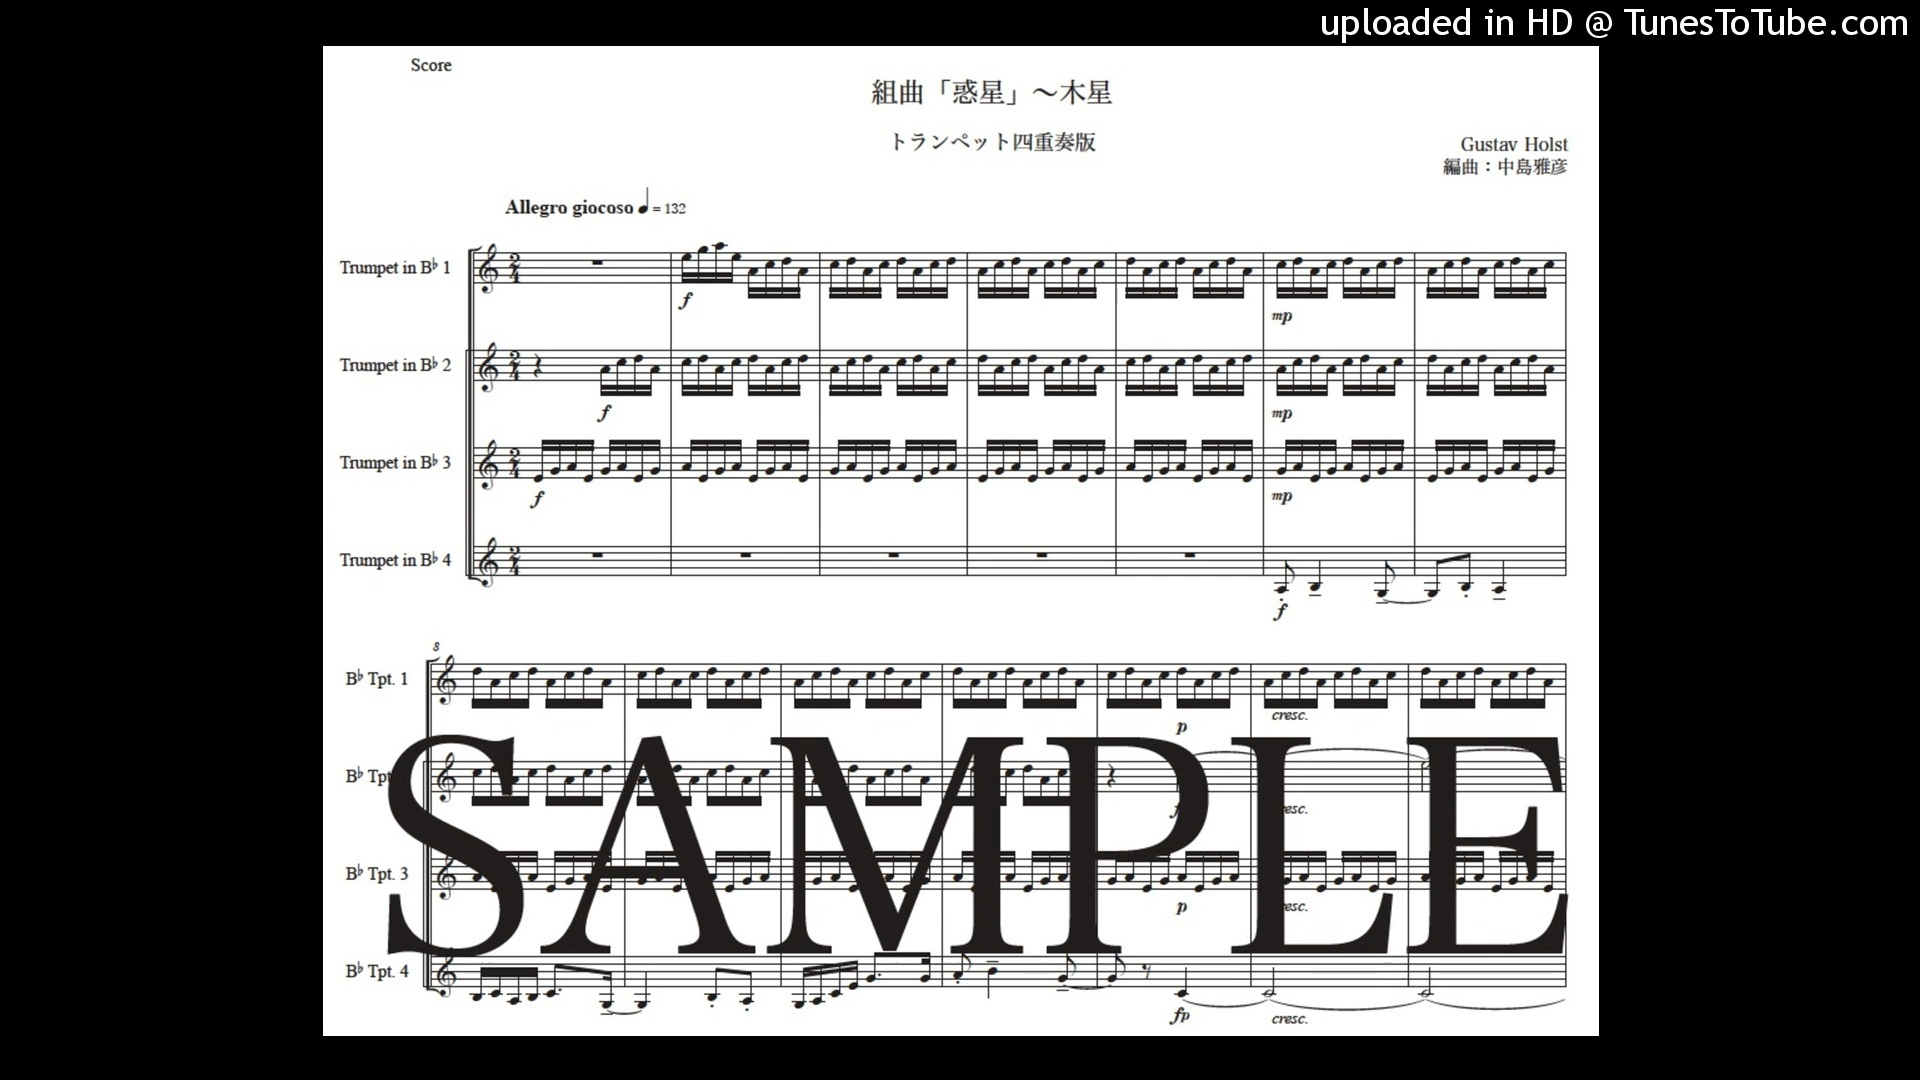 uploaded in HD @ TunesToTube.com
Score
組曲「惑星」～木星
トランペット四重奏版
Gustav Holst
編曲：中島雅彦
Allegro giocoso ♩ = 132
Trumpet in B♭ 1
f
mp
Trumpet in B♭ 2
f
mp
Trumpet in B♭ 3
f
mp
Trumpet in B♭ 4
f
8
B♭ Tpt. 1
p
cresc.
B♭ Tpt
B♭ Tpt. 3
p
B♭ Tpt. 4
fp
cresc.
SAMPLE